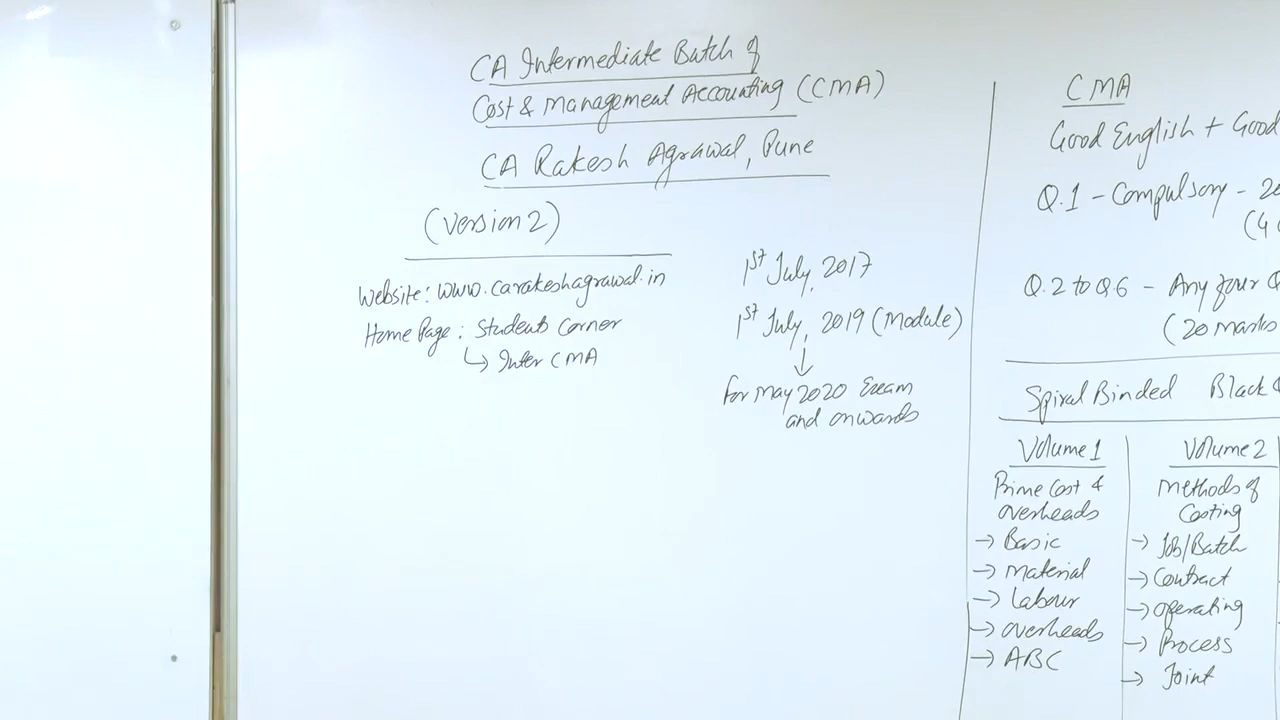 CA Intermediate Batch of
Cost & Management Accounting (CMA)
CA Rakesh Agrawal, Pune
(Version 2)
Website: www.carakeshagrawal.in
Home Page: Students Corner
↳ Inter CMA
1st July, 2017
1st July, 2019 (Module)
↓
For May 2020 Exam
and onwards
CMA
Good English + Good
Q.1 - Compulsory - 20
(4
Q.2 to Q6 - Any four
(20 marks
Spiral Binded Black
Volume 1
Prime Cost &
overheads
→ Basic
→ Material
→ Labour
→ overheads
→ ABC
Volume 2
Methods of
Costing
→ Job/Batch
→ Contract
→ operating
→ Process
→ Joint